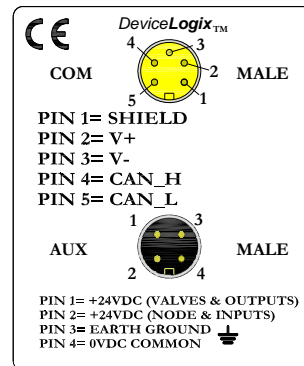 CE
DeviceLogix™
4 3
COM 2 MALE
5 1
PIN 1= SHIELD
PIN 2= V+
PIN 3= V-
PIN 4= CAN_H
PIN 5= CAN_L
1 3
AUX MALE
2 4
PIN 1= +24VDC (VALVES & OUTPUTS)
PIN 2= +24VDC (NODE & INPUTS)
PIN 3= EARTH GROUND
PIN 4= 0VDC COMMON